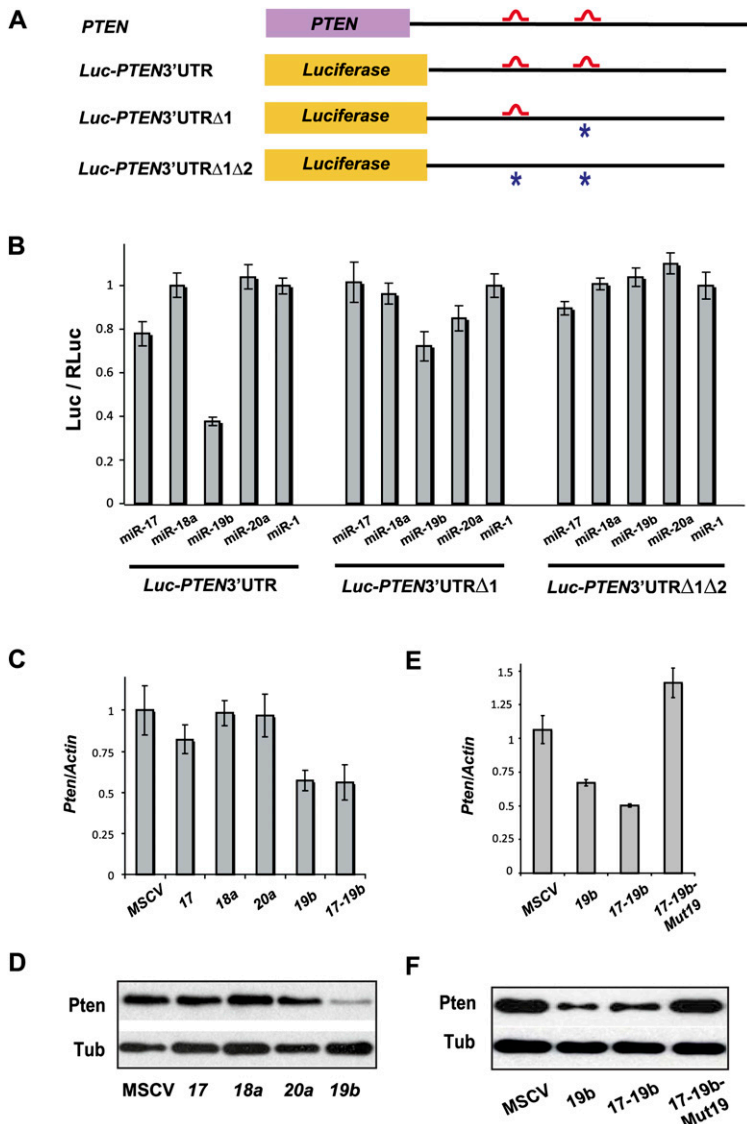 A
PTEN
PTEN
Luc-PTEN3'UTR
Luciferase
Luc-PTEN3'UTRΔ1
Luciferase
*
Luc-PTEN3'UTRΔ1Δ2
Luciferase
* *
B
Luc / RLuc
1
0.8
0.6
0.4
0.2
0
miR-17 miR-18a miR-19b miR-20a miR-1
miR-17 miR-18a miR-19b miR-20a miR-1
miR-17 miR-18a miR-19b miR-20a miR-1
Luc-PTEN3'UTR
Luc-PTEN3'UTRΔ1
Luc-PTEN3'UTRΔ1Δ2
C
Pten/Actin
1
0.75
0.5
0.25
0
MSCV 17 18a 20a 19b 17-19b
E
Pten/Actin
1.5
1.25
1
0.75
0.5
0.25
0
MSCV 19b 17-19b 17-19b-
Mut19
D
Pten
Tub
MSCV 17 18a 20a 19b
F
Pten
Tub
MSCV 19b 17-19b 17-19b-
Mut19